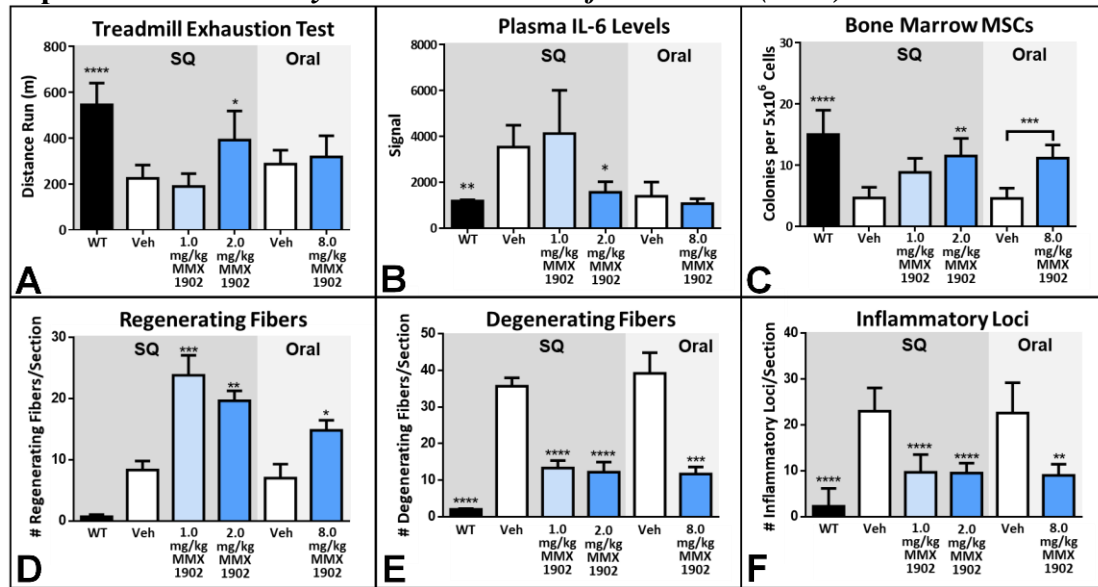 Treadmill Exhaustion Test
SQ
Oral
Distance Run (m)
800
600
400
200
0
****
*
WT
Veh
1.0 mg/kg MMX 1902
2.0 mg/kg MMX 1902
Veh
8.0 mg/kg MMX 1902
A
Plasma IL-6 Levels
SQ
Oral
Signal
8000
6000
4000
2000
0
**
*
WT
Veh
1.0 mg/kg MMX 1902
2.0 mg/kg MMX 1902
Veh
8.0 mg/kg MMX 1902
B
Bone Marrow MSCs
SQ
Oral
Colonies per 5x10⁶ Cells
30
20
10
0
****
**
***
WT
Veh
1.0 mg/kg MMX 1902
2.0 mg/kg MMX 1902
Veh
8.0 mg/kg MMX 1902
C
Regenerating Fibers
SQ
Oral
# Regenerating Fibers/Section
30
20
10
0
***
**
*
WT
Veh
1.0 mg/kg MMX 1902
2.0 mg/kg MMX 1902
Veh
8.0 mg/kg MMX 1902
D
Degenerating Fibers
SQ
Oral
# Degenerating Fibers/Section
50
40
30
20
10
0
****
****
****
***
WT
Veh
1.0 mg/kg MMX 1902
2.0 mg/kg MMX 1902
Veh
8.0 mg/kg MMX 1902
E
Inflammatory Loci
SQ
Oral
# Inflammatory Loci/Section
40
30
20
10
0
****
****
****
**
WT
Veh
1.0 mg/kg MMX 1902
2.0 mg/kg MMX 1902
Veh
8.0 mg/kg MMX 1902
F